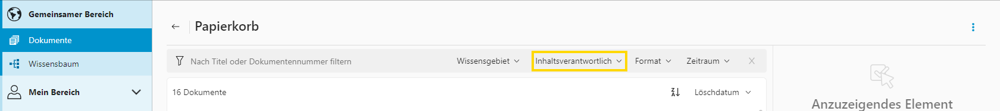 Gemeinsamer Bereich
Dokumente
Wissensbaum
Mein Bereich
Papierkorb
Nach Titel oder Dokumentennummer filtern
Wissensgebiet
Inhaltsverantwortlich
Format
Zeitraum
16 Dokumente
Löschdatum
Anzuzeigendes Element